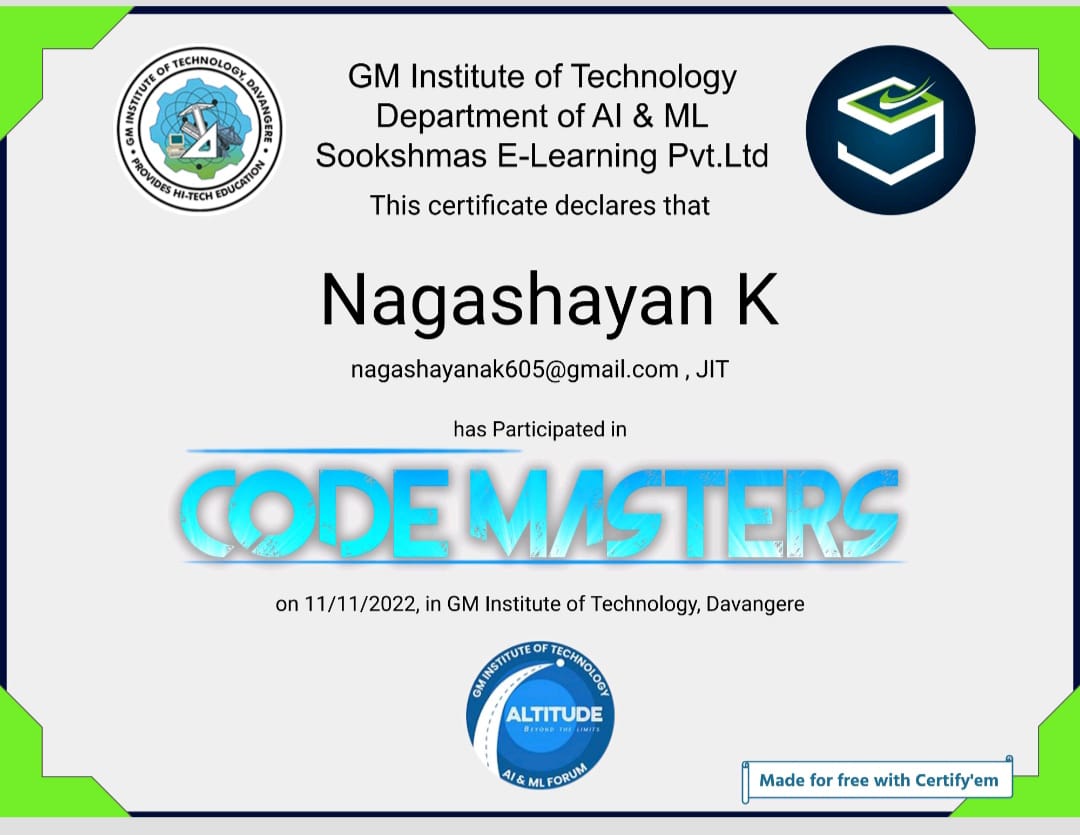 GM INSTITUTE OF TECHNOLOGY, DAVANGERE
• PROVIDES HI-TECH EDUCATION •
GM Institute of Technology
Department of AI & ML
Sookshmas E-Learning Pvt.Ltd
This certificate declares that
Nagashayan K
nagashayanak605@gmail.com , JIT
has Participated in
CODE MASTERS
on 11/11/2022, in GM Institute of Technology, Davangere
GM INSTITUTE OF TECHNOLOGY
ALTITUDE
BEYOND THE LIMITS
AI & ML FORUM
Made for free with Certify'em